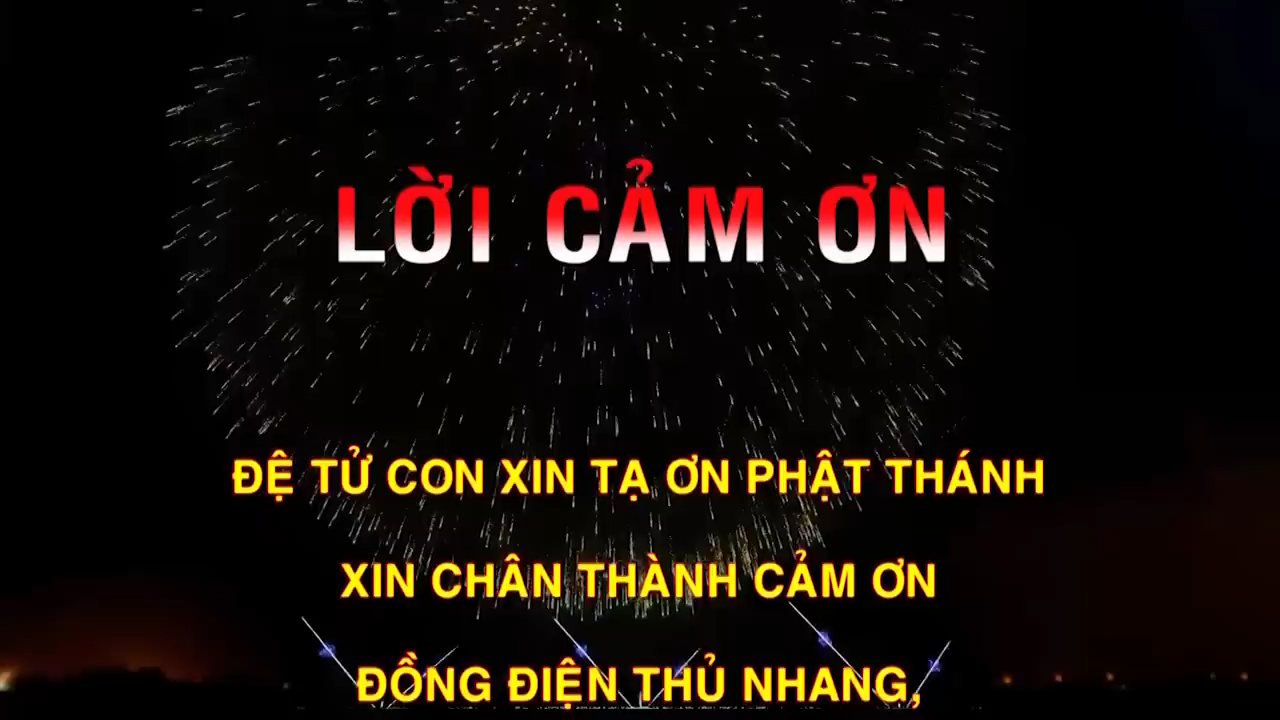 LỜI CẢM ƠN
ĐỆ TỬ CON XIN TẠ ƠN PHẬT THÁNH
XIN CHÂN THÀNH CẢM ƠN
ĐỒNG ĐIỆN THỦ NHANG,